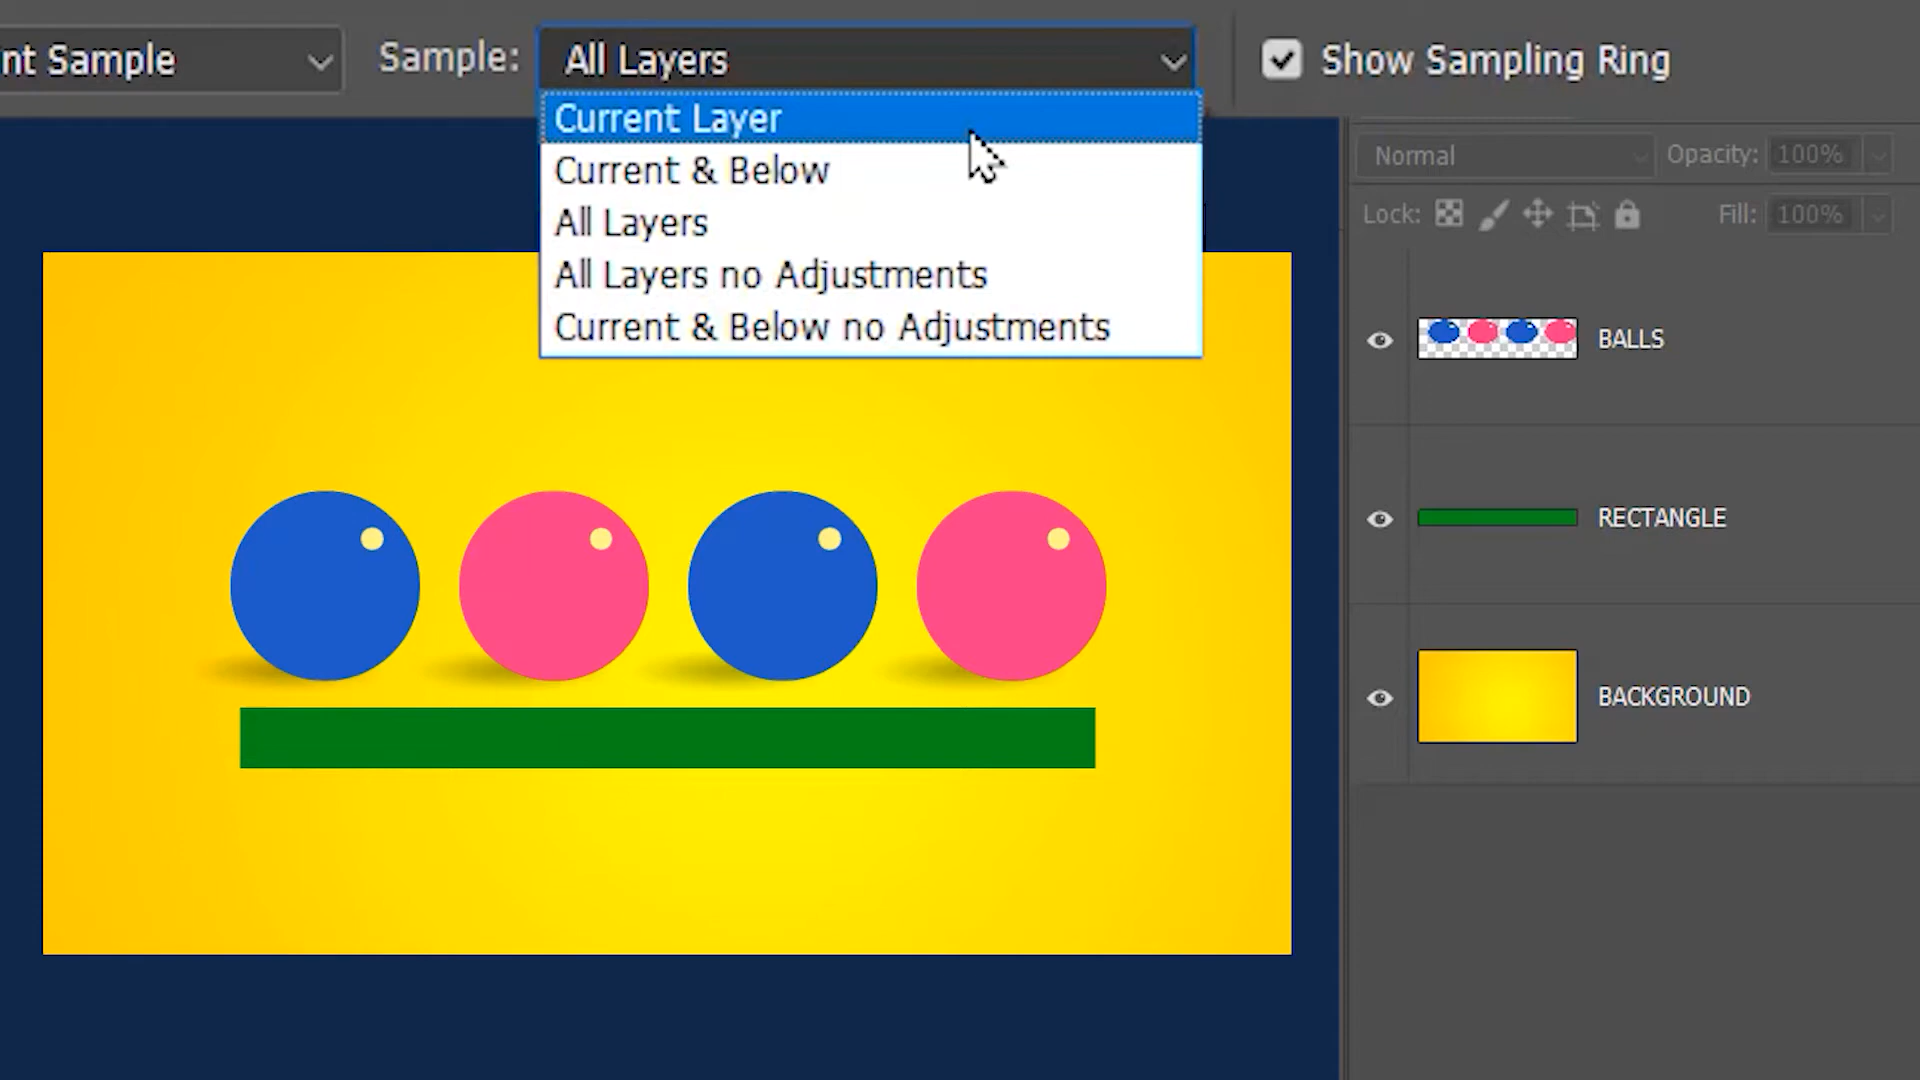 nt Sample
Sample:
All Layers
Show Sampling Ring
Current Layer
Current & Below
All Layers
All Layers no Adjustments
Current & Below no Adjustments
Normal
Opacity:
100%
Lock:
Fill:
100%
BALLS
RECTANGLE
BACKGROUND